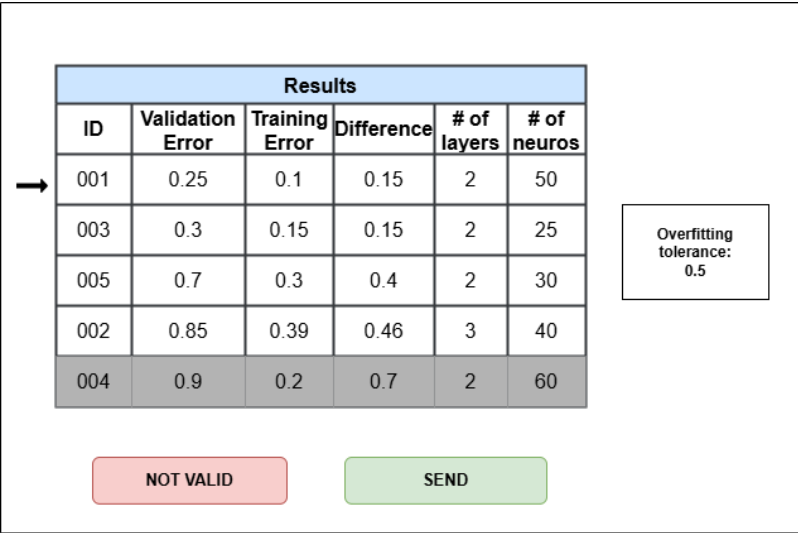 Results
ID Validation Error Training Error Difference # of layers # of neuros
001 0.25 0.1 0.15 2 50
003 0.3 0.15 0.15 2 25
005 0.7 0.3 0.4 2 30
002 0.85 0.39 0.46 3 40
004 0.9 0.2 0.7 2 60
Overfitting
tolerance:
0.5
NOT VALID SEND